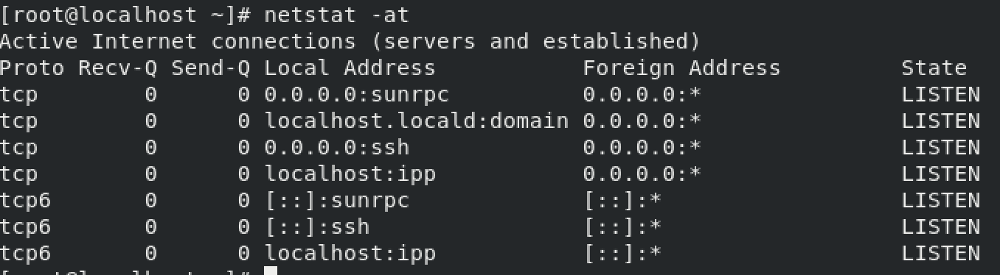 [root@localhost ~]# netstat -at
Active Internet connections (servers and established)
Proto Recv-Q Send-Q Local Address           Foreign Address         State
tcp        0      0 0.0.0.0:sunrpc          0.0.0.0:*               LISTEN
tcp        0      0 localhost.locald:domain 0.0.0.0:*               LISTEN
tcp        0      0 0.0.0.0:ssh             0.0.0.0:*               LISTEN
tcp        0      0 localhost:ipp           0.0.0.0:*               LISTEN
tcp6       0      0 [::]:sunrpc             [::]:*                  LISTEN
tcp6       0      0 [::]:ssh                [::]:*                  LISTEN
tcp6       0      0 localhost:ipp           [::]:*                  LISTEN
[root@localhost ~]#